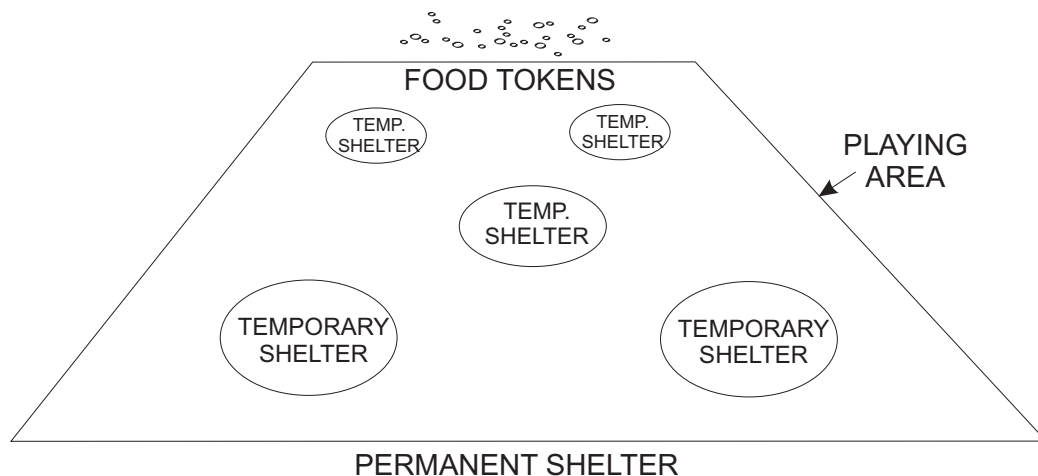 FOOD TOKENS
TEMP.
SHELTER
TEMP.
SHELTER
PLAYING
AREA
TEMP.
SHELTER
TEMPORARY
SHELTER
TEMPORARY
SHELTER
PERMANENT SHELTER